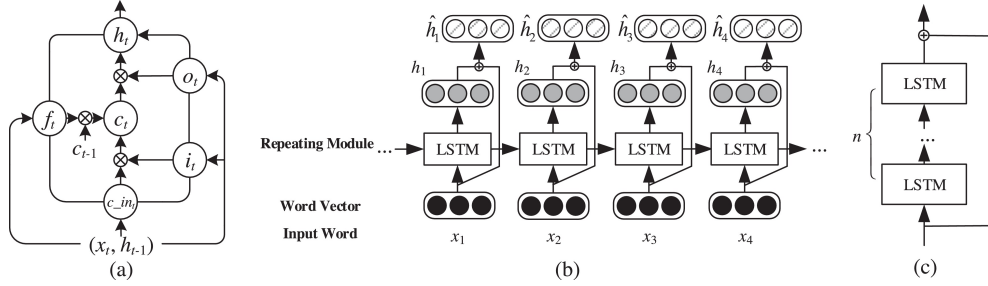 h_t
o_t
f_t
c_t
c_{t-1}
i_t
c_in_t
(x_t, h_{t-1})
(a)
ĥ_1 ĥ_2 ĥ_3 ĥ_4
h_1 h_2 h_3 h_4
Repeating Module ... LSTM LSTM LSTM LSTM ...
Word Vector
Input Word x_1 x_2 x_3 x_4
(b)
LSTM
n ...
LSTM
(c)